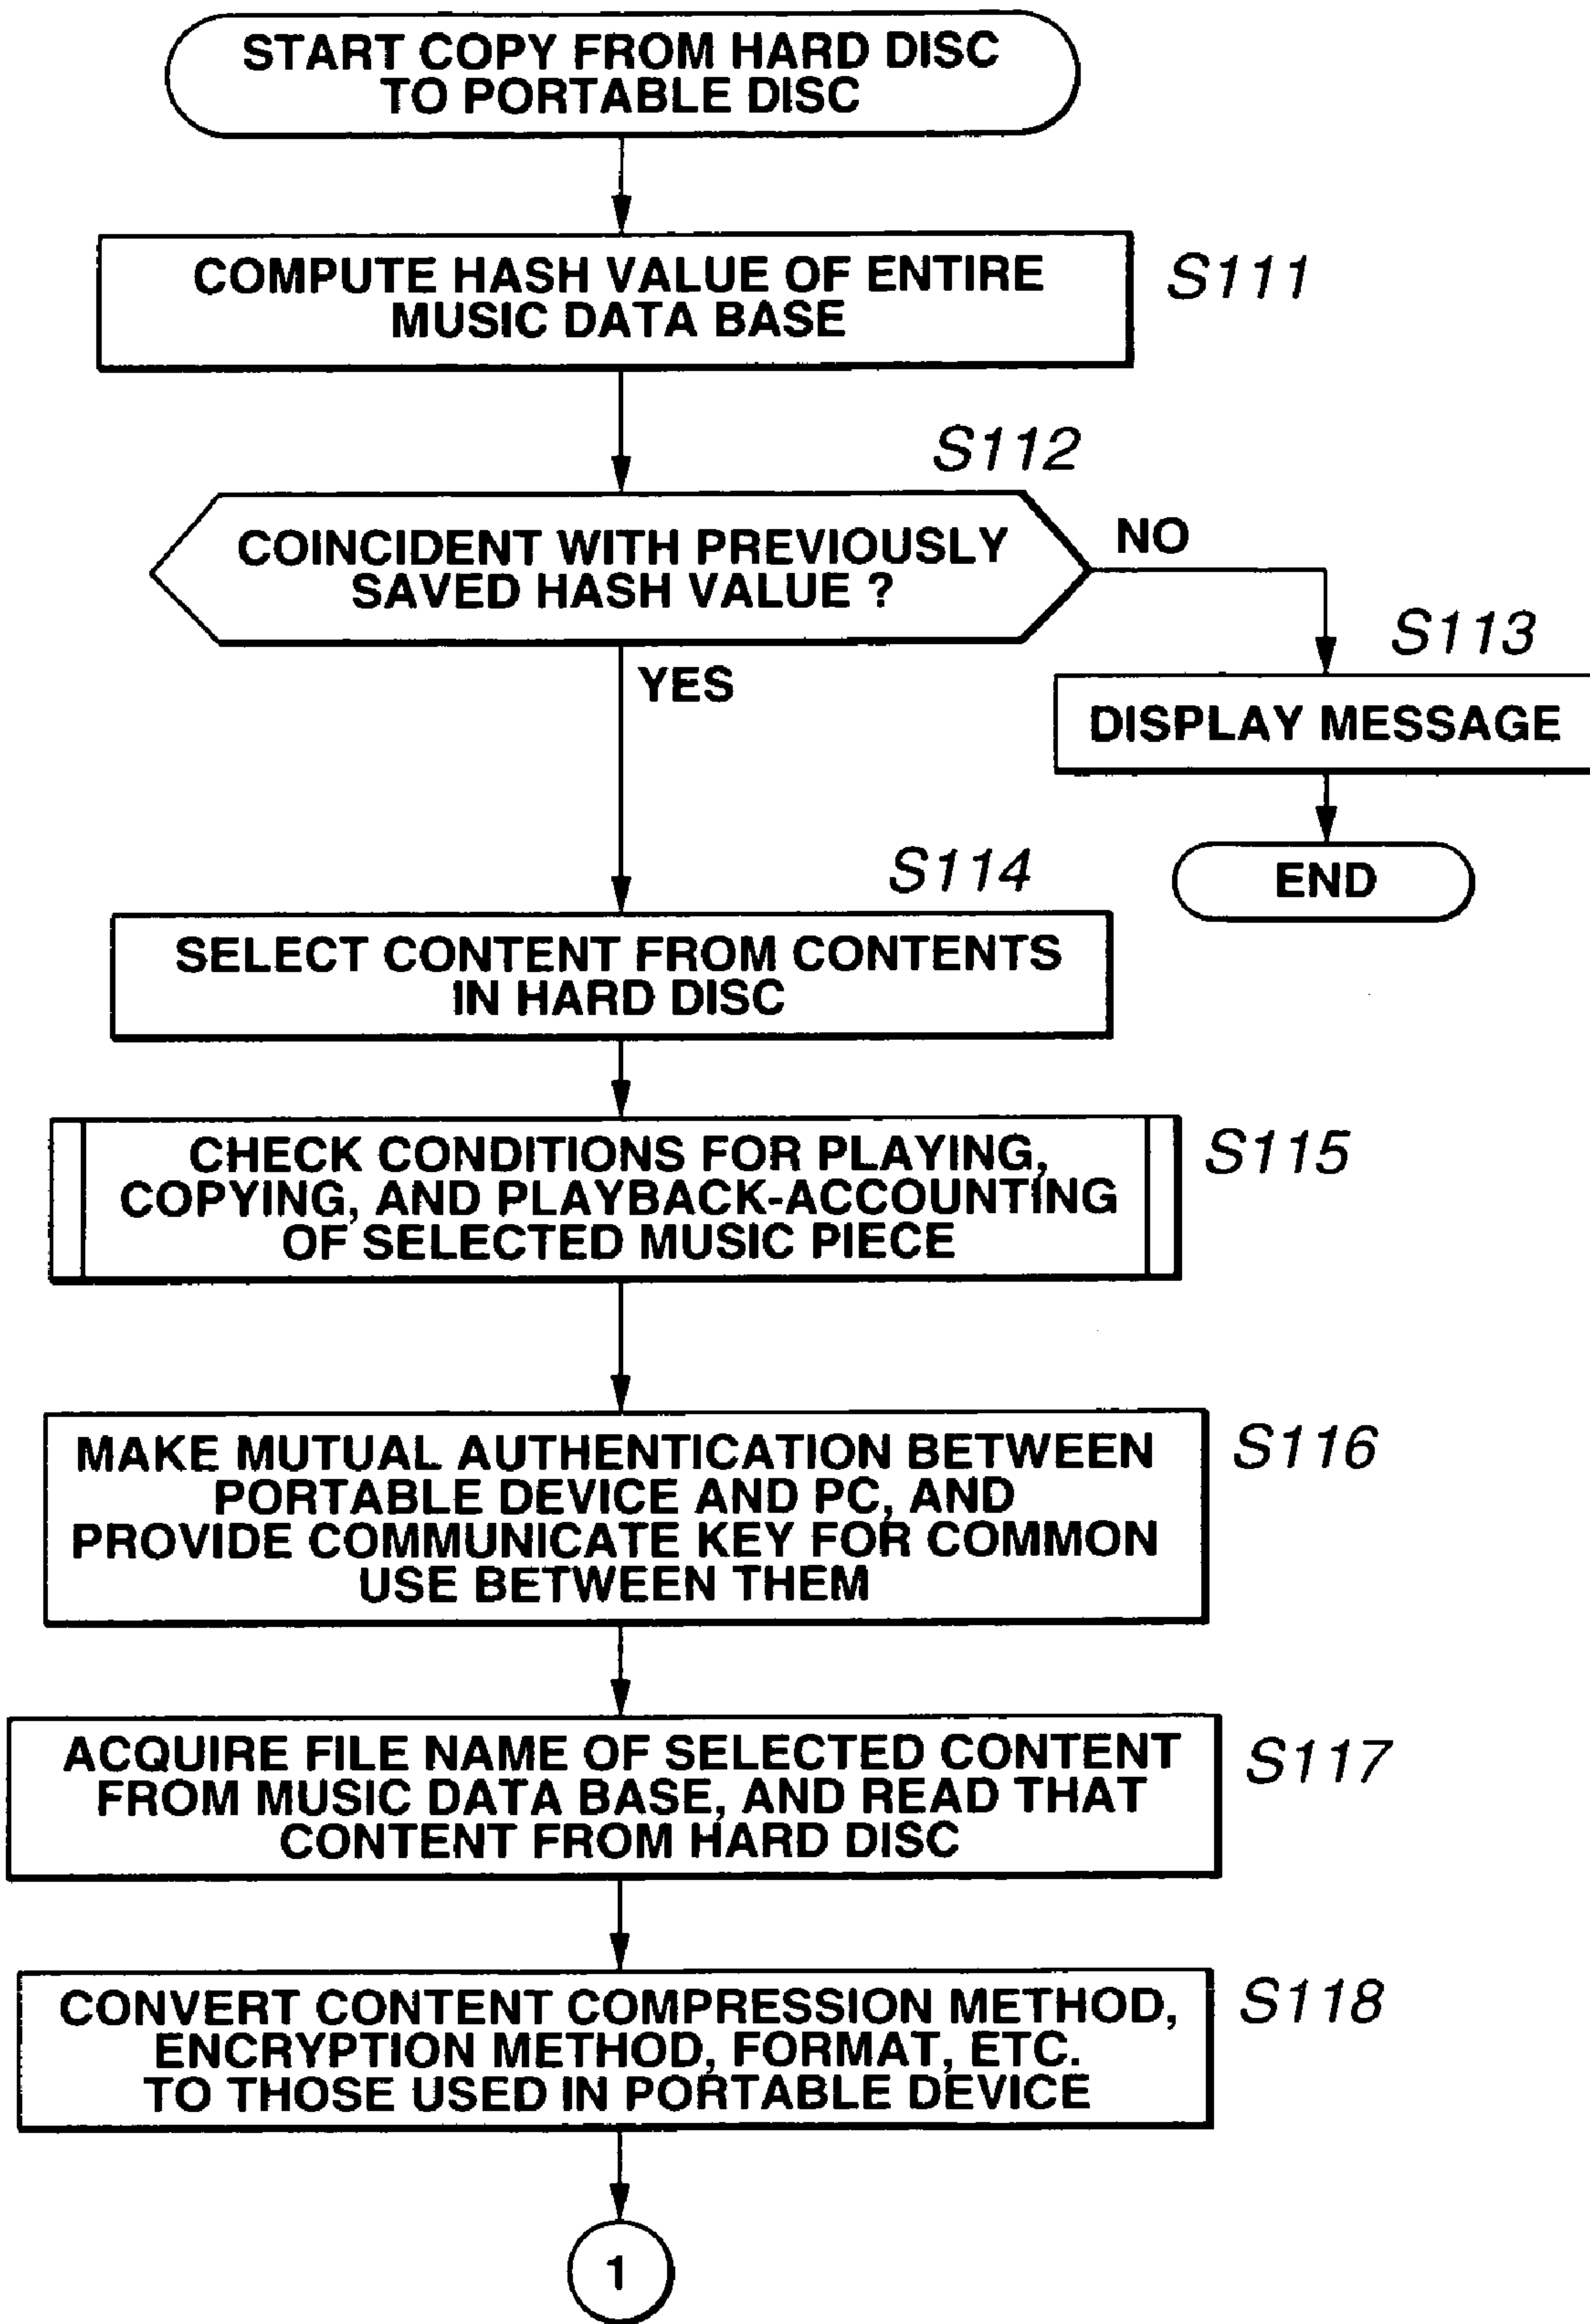 START COPY FROM HARD DISC
TO PORTABLE DISC
COMPUTE HASH VALUE OF ENTIRE
MUSIC DATA BASE
S111
S112
COINCIDENT WITH PREVIOUSLY
SAVED HASH VALUE ?
NO
YES
S113
DISPLAY MESSAGE
END
S114
SELECT CONTENT FROM CONTENTS
IN HARD DISC
CHECK CONDITIONS FOR PLAYING,
COPYING, AND PLAYBACK-ACCOUNTING
OF SELECTED MUSIC PIECE
S115
MAKE MUTUAL AUTHENTICATION BETWEEN
PORTABLE DEVICE AND PC, AND
PROVIDE COMMUNICATE KEY FOR COMMON
USE BETWEEN THEM
S116
ACQUIRE FILE NAME OF SELECTED CONTENT
FROM MUSIC DATA BASE, AND READ THAT
CONTENT FROM HARD DISC
S117
CONVERT CONTENT COMPRESSION METHOD,
ENCRYPTION METHOD, FORMAT, ETC.
TO THOSE USED IN PORTABLE DEVICE
S118
1